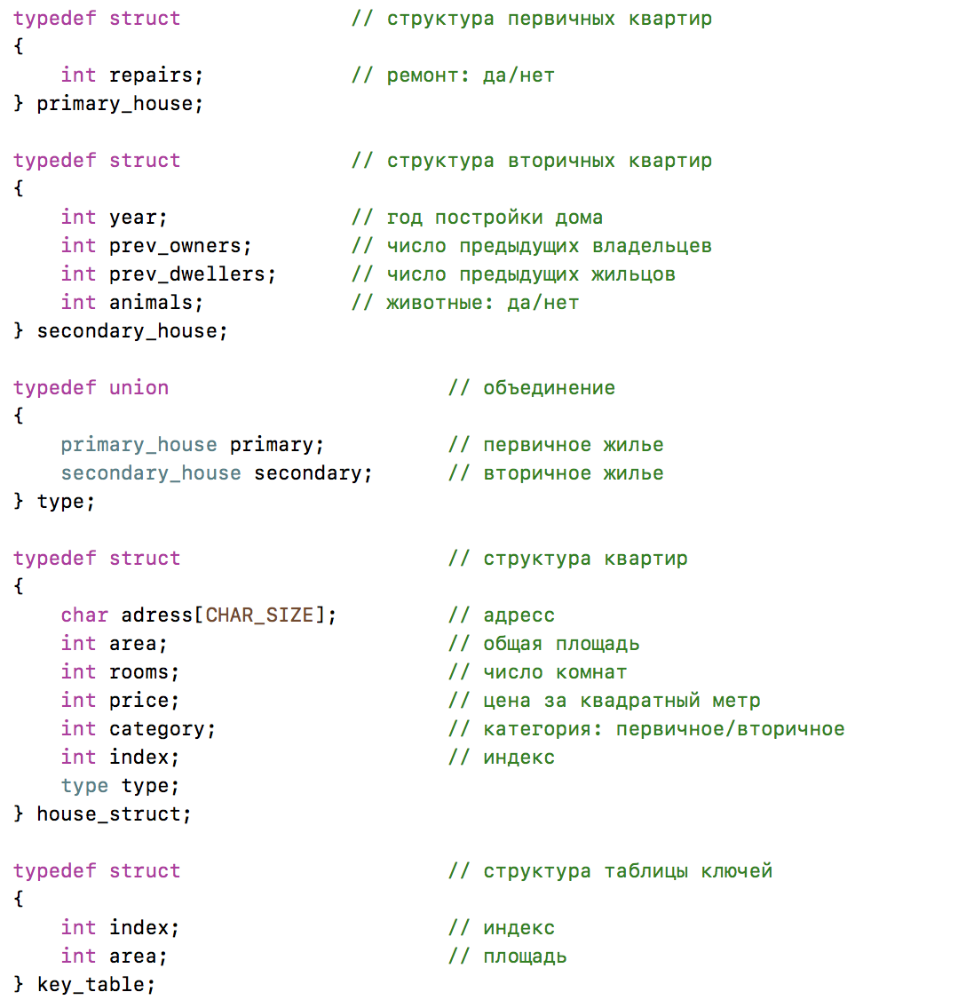 typedef struct // структура первичных квартир
{
int repairs; // ремонт: да/нет
} primary_house;
typedef struct // структура вторичных квартир
{
int year; // год постройки дома
int prev_owners; // число предыдущих владельцев
int prev_dwellers; // число предыдущих жильцов
int animals; // животные: да/нет
} secondary_house;
typedef union // объединение
{
primary_house primary; // первичное жилье
secondary_house secondary; // вторичное жилье
} type;
typedef struct // структура квартир
{
char adress[CHAR_SIZE]; // адресс
int area; // общая площадь
int rooms; // число комнат
int price; // цена за квадратный метр
int category; // категория: первичное/вторичное
int index; // индекс
type type;
} house_struct;
typedef struct // структура таблицы ключей
{
int index; // индекс
int area; // площадь
} key_table;